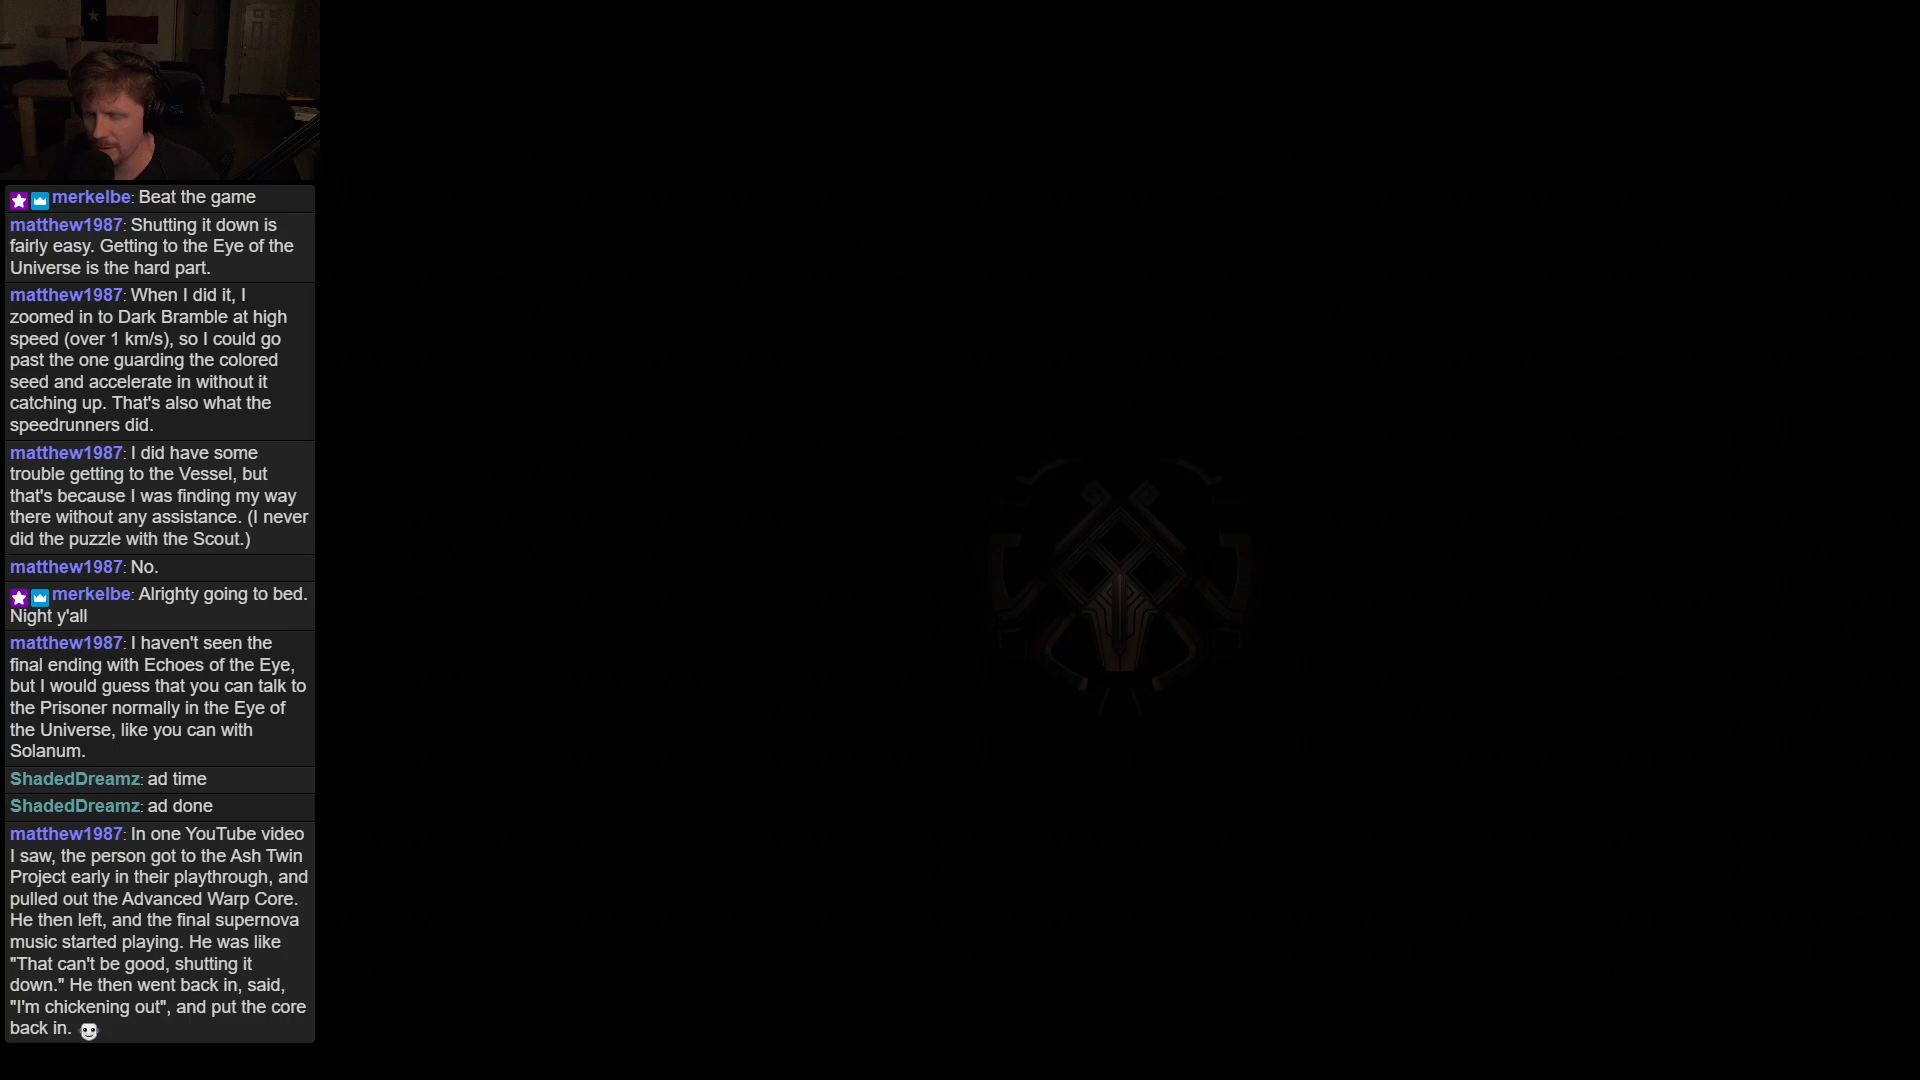 merkelbe: Beat the game
matthew1987: Shutting it down is
fairly easy. Getting to the Eye of the
Universe is the hard part.
matthew1987: When I did it, I
zoomed in to Dark Bramble at high
speed (over 1 km/s), so I could go
past the one guarding the colored
seed and accelerate in without it
catching up. That's also what the
speedrunners did.
matthew1987: I did have some
trouble getting to the Vessel, but
that's because I was finding my way
there without any assistance. (I never
did the puzzle with the Scout.)
matthew1987: No.
merkelbe: Alrighty going to bed.
Night y'all
matthew1987: I haven't seen the
final ending with Echoes of the Eye,
but I would guess that you can talk to
the Prisoner normally in the Eye of
the Universe, like you can with
Solanum.
ShadedDreamz: ad time
ShadedDreamz: ad done
matthew1987: In one YouTube video
I saw, the person got to the Ash Twin
Project early in their playthrough, and
pulled out the Advanced Warp Core.
He then left, and the final supernova
music started playing. He was like
"That can't be good, shutting it
down." He then went back in, said,
"I'm chickening out", and put the core
back in.